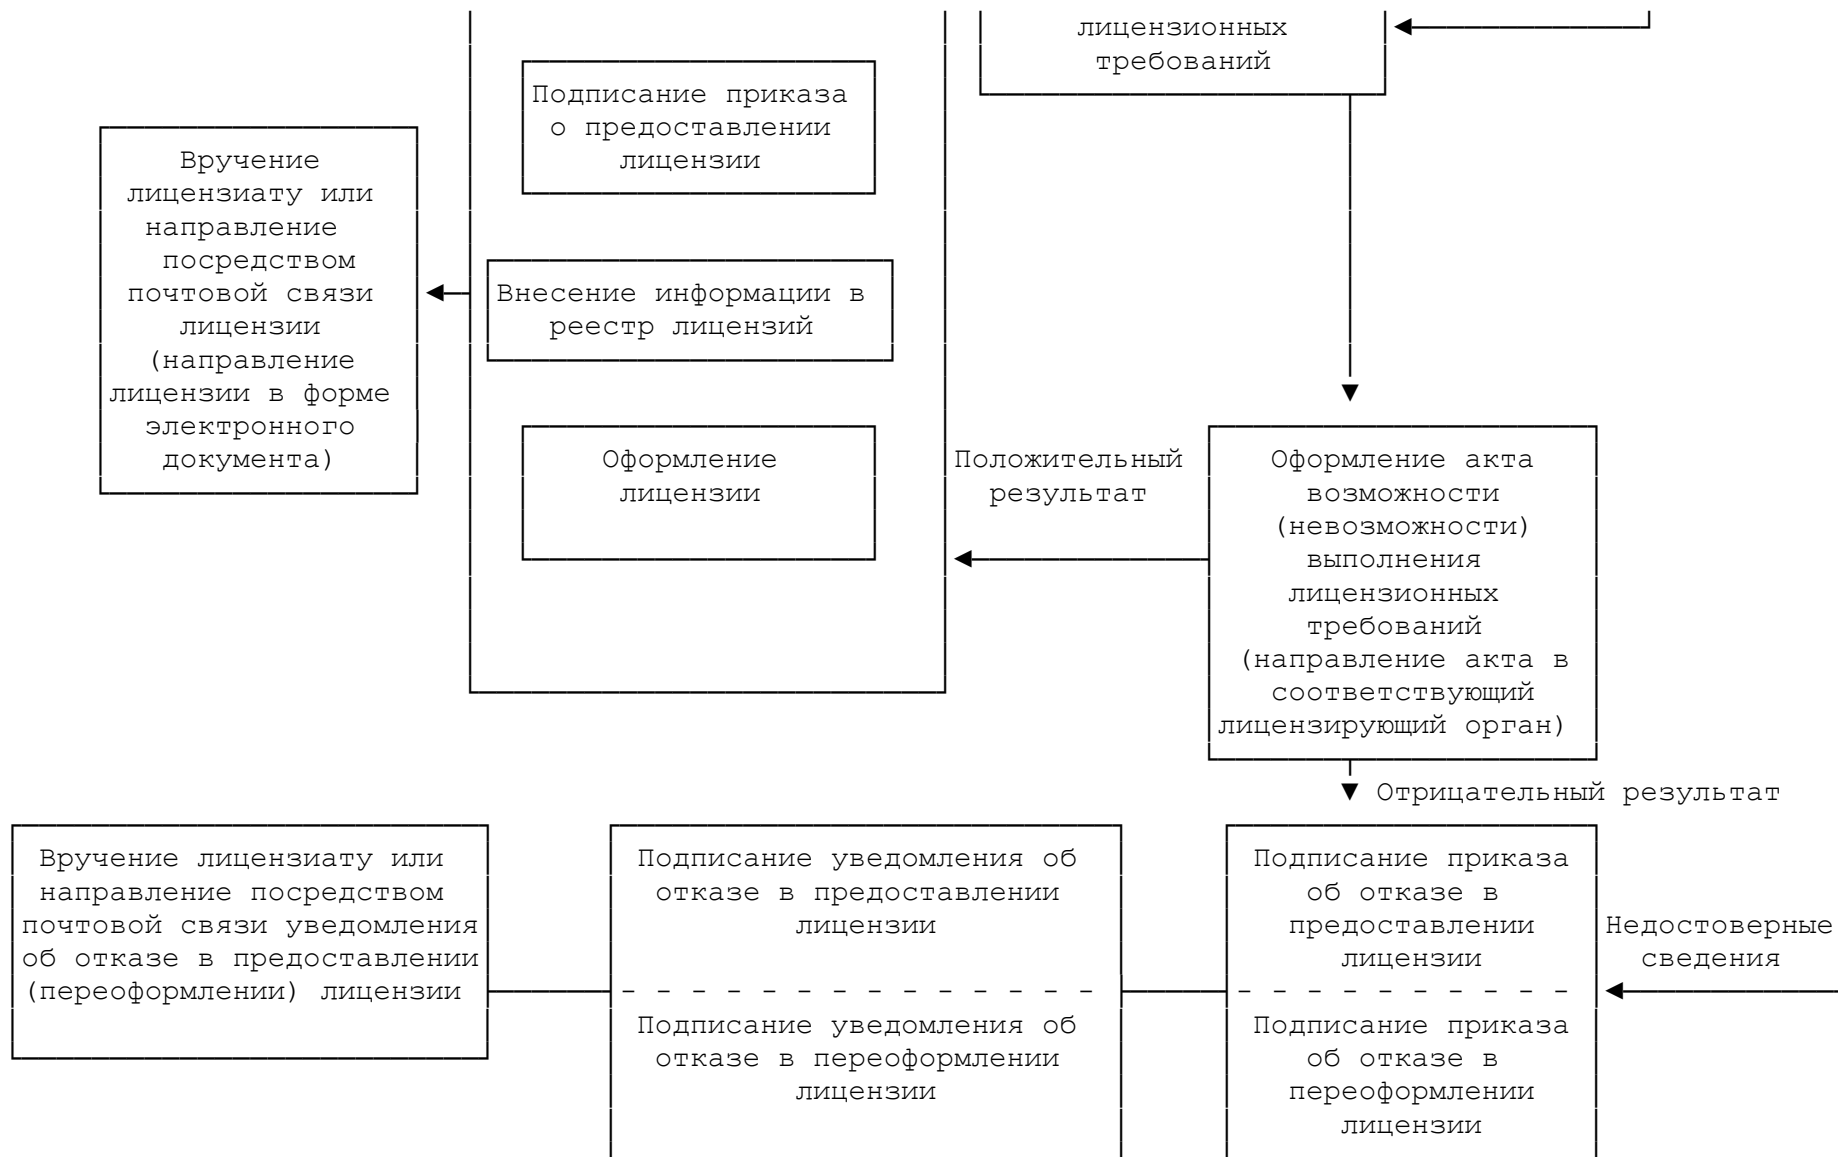 лицензионных
требований
Подписание приказа
о предоставлении
лицензии
Вручение
лицензиату или
направление
посредством
почтовой связи
лицензии
(направление
лицензии в форме
электронного
документа)
Внесение информации в
реестр лицензий
Оформление
лицензии
Положительный
результат
Оформление акта
возможности
(невозможности)
выполнения
лицензионных
требований
(направление акта в
соответствующий
лицензирующий орган)
Отрицательный результат
Вручение лицензиату или
направление посредством
почтовой связи уведомления
об отказе в предоставлении
(переоформлении) лицензии
Подписание уведомления об
отказе в предоставлении
лицензии
Подписание уведомления об
отказе в переоформлении
лицензии
Подписание приказа
об отказе в
предоставлении
лицензии
Подписание приказа
об отказе в
переоформлении
лицензии
Недостоверные
сведения